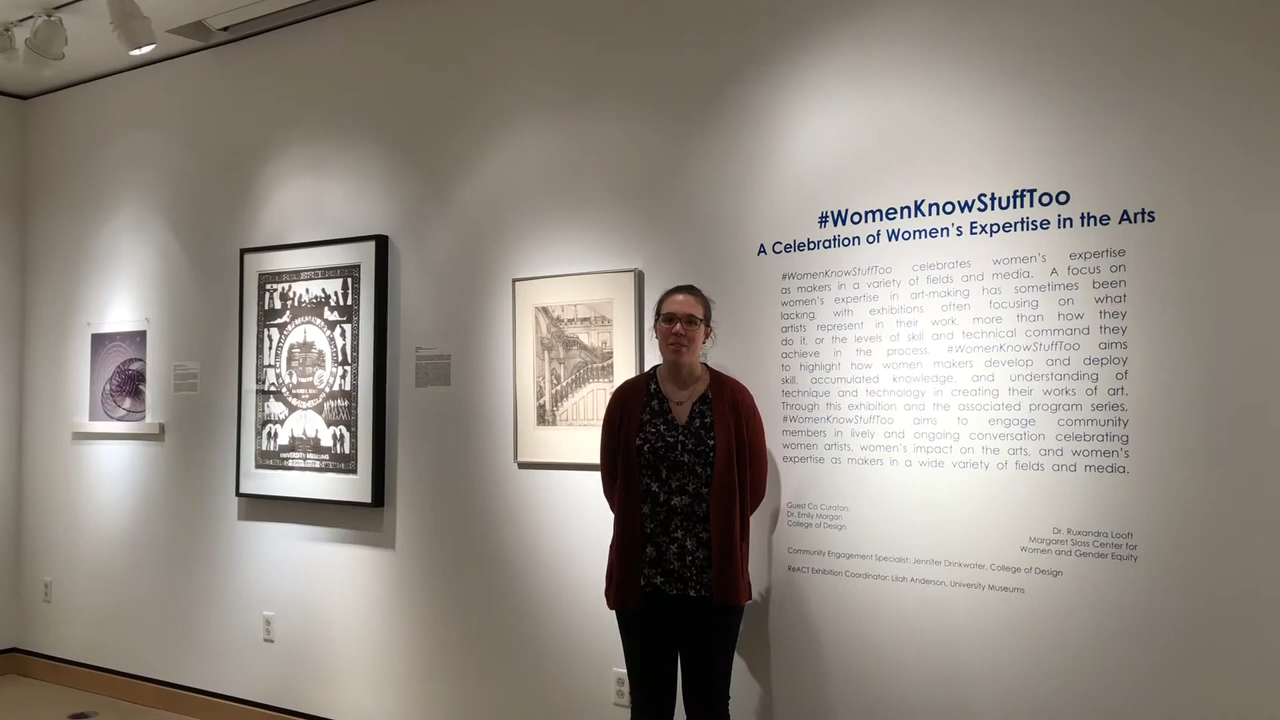 #WomenKnowStuffToo
A Celebration of Women's Expertise in the Arts
#WomenKnowStuffToo celebrates women's expertise
as makers in a variety of fields and media. A focus on
women's expertise in art-making has sometimes been
lacking, with exhibitions often focusing on what
artists represent in their work, more than how they
do it, or the levels of skill and technical command they
achieve in the process. #WomenKnowStuffToo aims
to highlight how women makers develop and deploy
skill, accumulated knowledge, and understanding of
technique and technology in creating their works of art.
Through this exhibition and the associated program series,
#WomenKnowStuffToo aims to engage community
members in lively and ongoing conversation celebrating
women artists, women's impact on the arts, and women's
expertise as makers in a wide variety of fields and media.
Guest Co Curators:
Dr. Emily Morgan
College of Design
Dr. Ruxandra Looft
Margaret Sloss Center for
Women and Gender Equity
Community Engagement Specialist: Jennifer Drinkwater, College of Design
ReACT Exhibition Coordinator: Lilah Anderson, University Museums
UNIVERSITY MUSEUMS